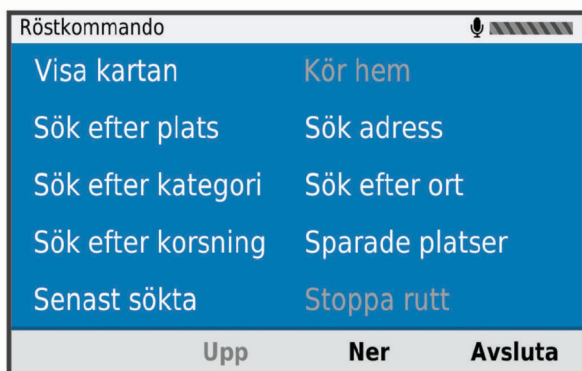 Röstkommando
Visa kartan Kör hem
Sök efter plats Sök adress
Sök efter kategori Sök efter ort
Sök efter korsning Sparade platser
Senast sökta Stoppa rutt
Upp Ner Avsluta